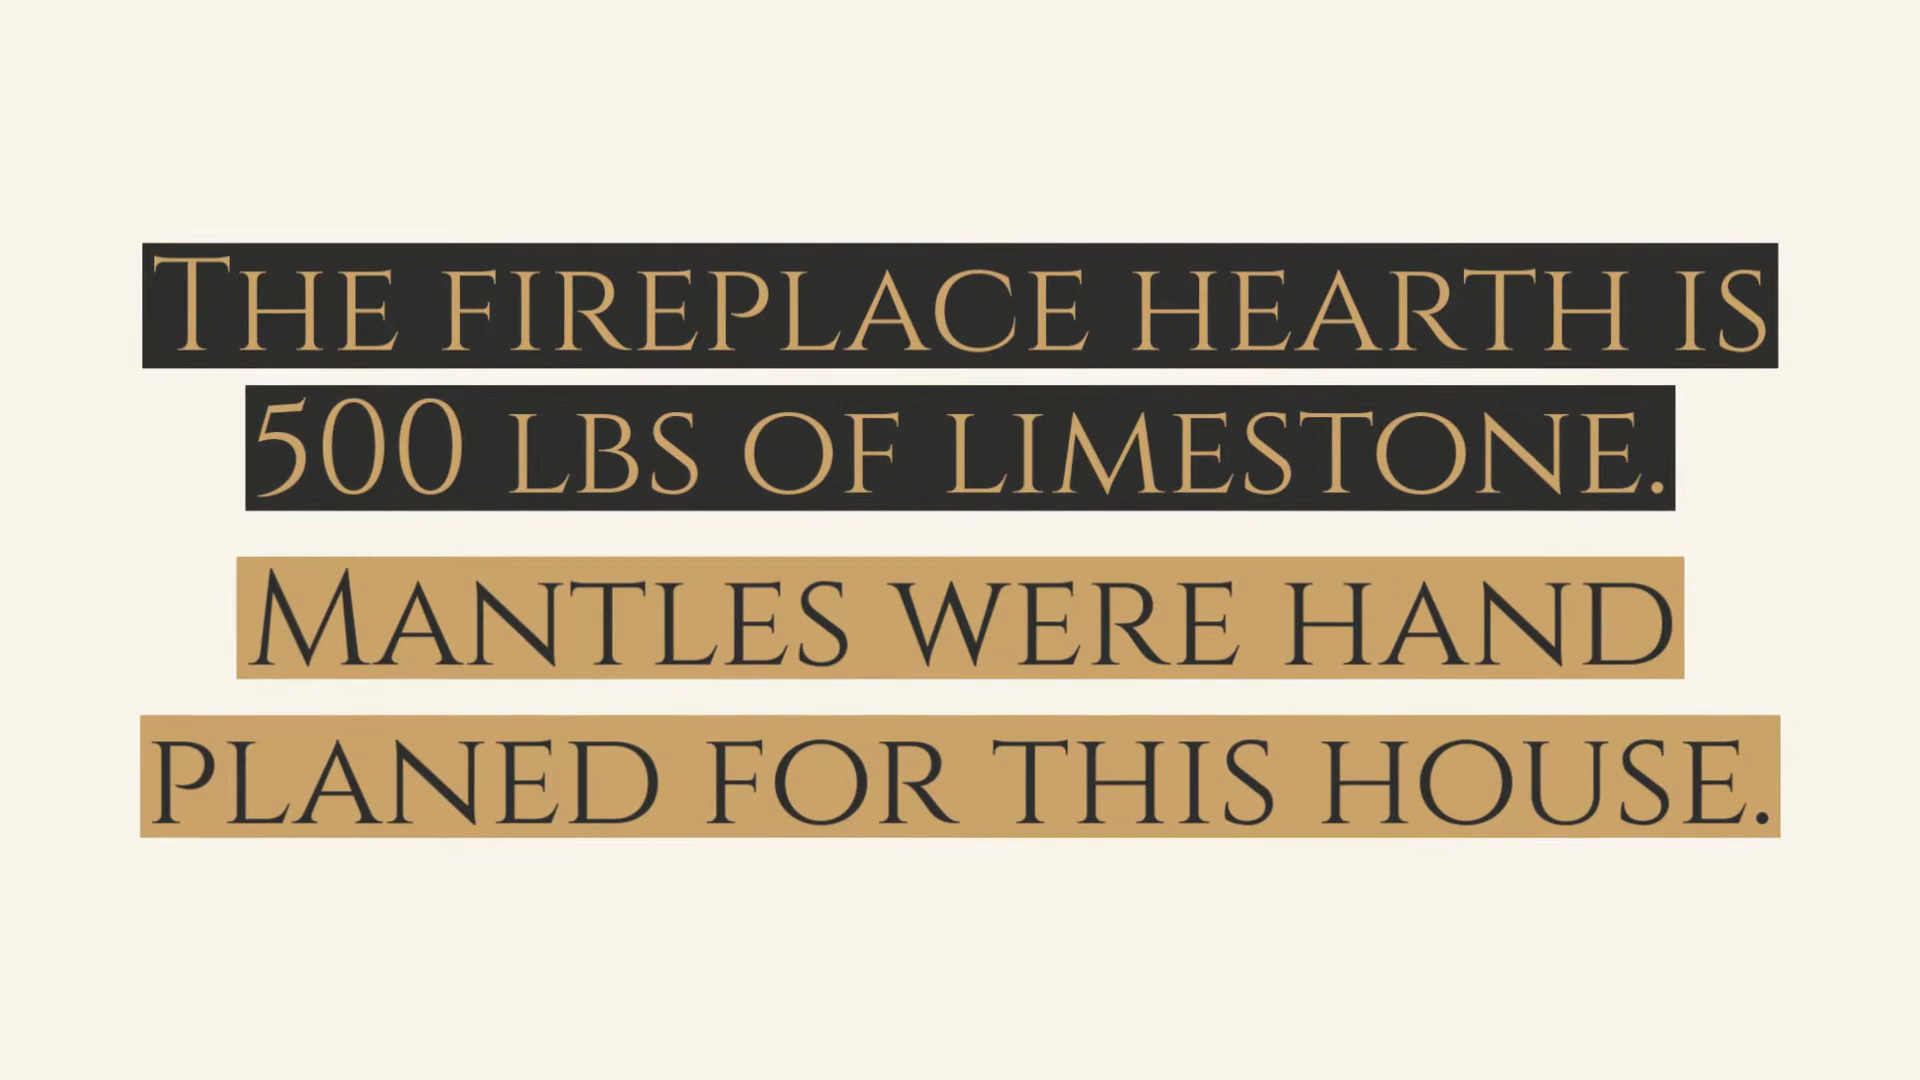 The fireplace hearth is
500 lbs of limestone.
Mantles were hand
planed for this house.